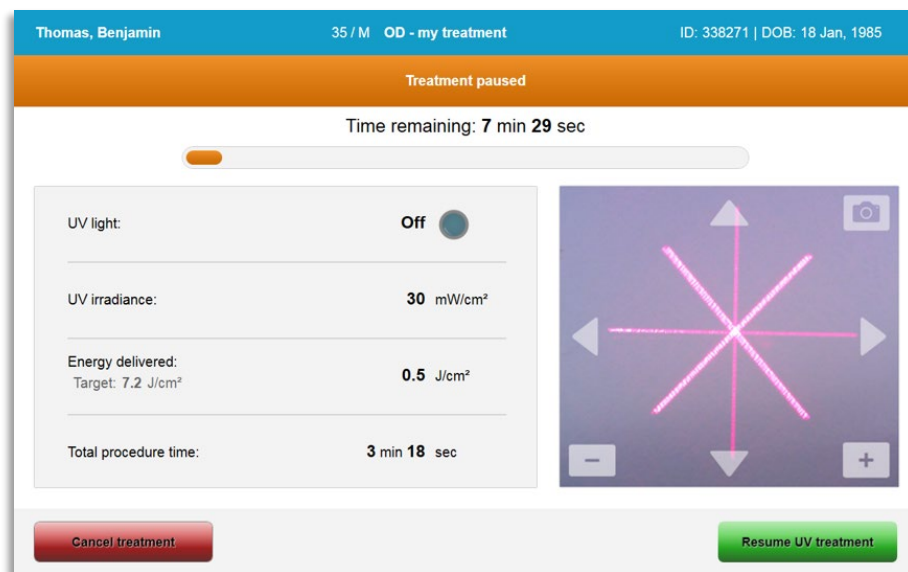 Thomas, Benjamin 35 / M OD - my treatment ID: 338271 | DOB: 18 Jan, 1985
Treatment paused
Time remaining: 7 min 29 sec
UV light: Off
UV irradiance: 30 mW/cm²
Energy delivered:
Target: 7.2 J/cm² 0.5 J/cm²
Total procedure time: 3 min 18 sec
Cancel treatment Resume UV treatment